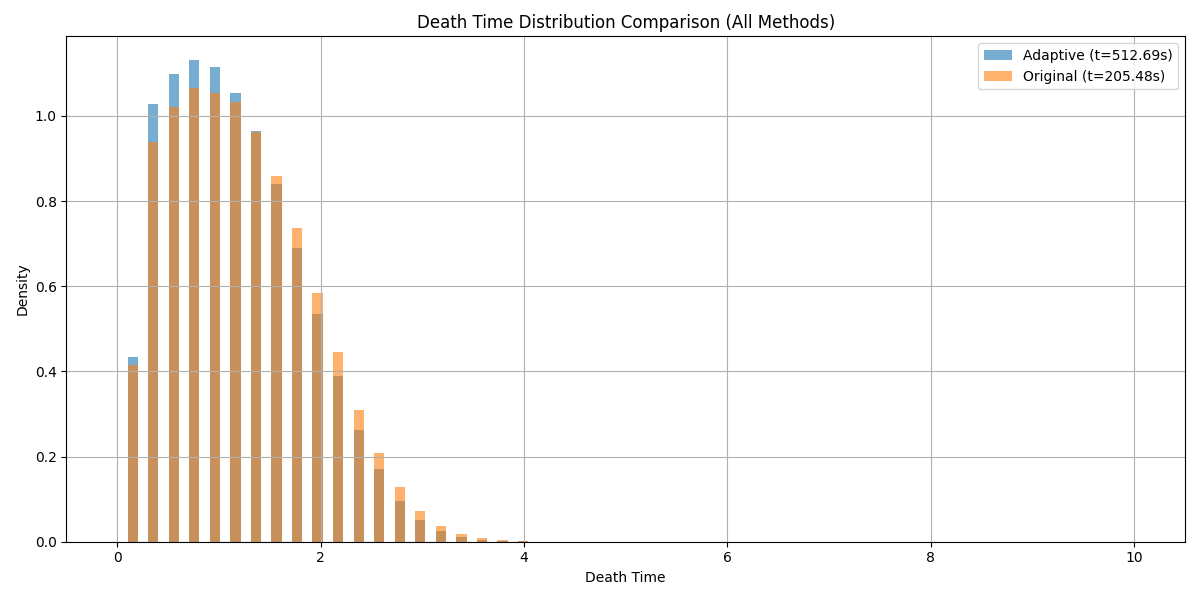 Death Time Distribution Comparison (All Methods)
Adaptive (t=512.69s)
Original (t=205.48s)
Density
1.0
0.8
0.6
0.4
0.2
0.0
0 2 4 6 8 10
Death Time